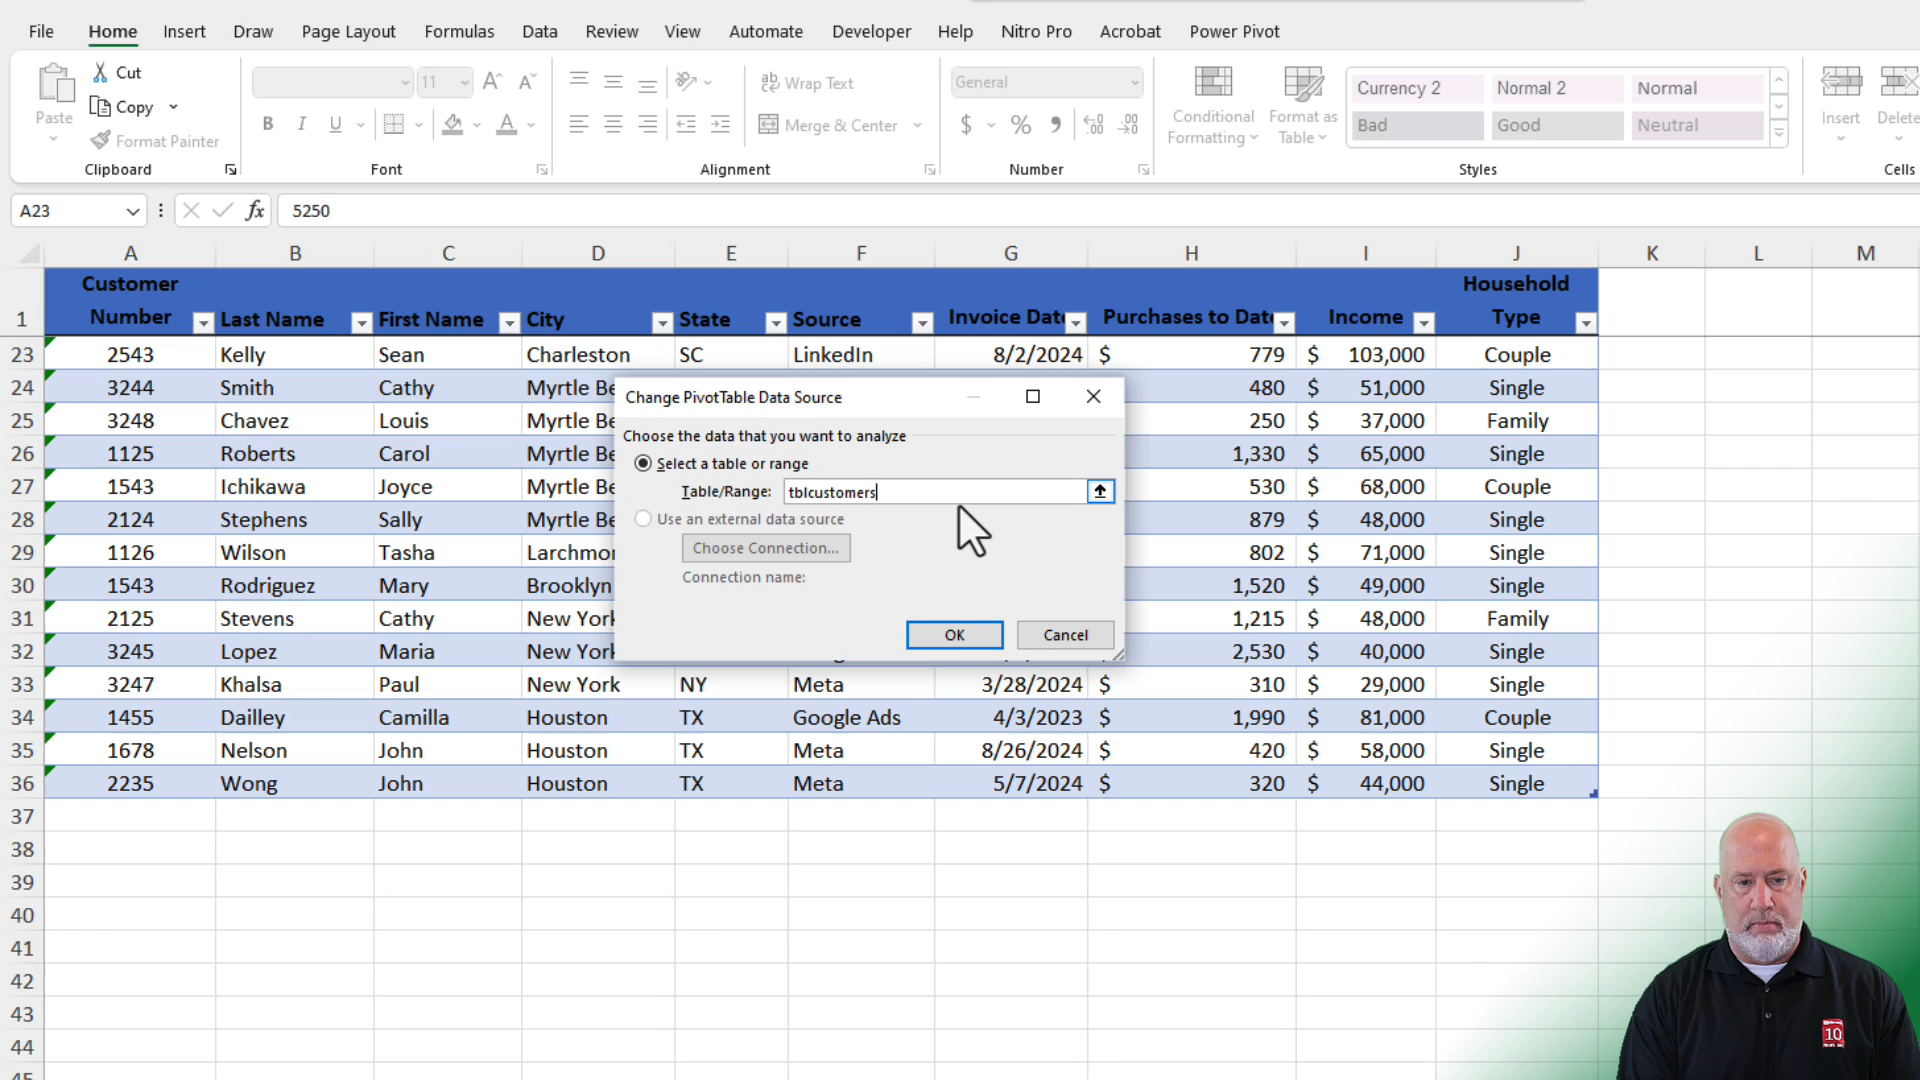 File Home Insert Draw Page Layout Formulas Data Review View Automate Developer Help Nitro Pro Acrobat Power Pivot
Paste
Cut
Copy
Format Painter
Clipboard
11
B I U
Font
Wrap Text
Merge & Center
Alignment
General
$ %
Number
Conditional Formatting
Format as Table
Currency 2 Normal 2 Normal
Bad Good Neutral
Styles
Insert Delete
Cells
A23 fx 5250
A B C D E F G H I J K L M
1 Customer Number Last Name First Name City State Source Invoice Date Purchases to Date Income Household Type
23 2543 Kelly Sean Charleston SC LinkedIn 8/2/2024 $ 779 $ 103,000 Couple
24 3244 Smith Cathy Myrtle Be 480 $ 51,000 Single
25 3248 Chavez Louis Myrtle Be 250 $ 37,000 Family
26 1125 Roberts Carol Myrtle Be 1,330 $ 65,000 Single
27 1543 Ichikawa Joyce Myrtle Be 530 $ 68,000 Couple
28 2124 Stephens Sally Myrtle Be 879 $ 48,000 Single
29 1126 Wilson Tasha Larchmo 802 $ 71,000 Single
30 1543 Rodriguez Mary Brooklyn 1,520 $ 49,000 Single
31 2125 Stevens Cathy New York 1,215 $ 48,000 Family
32 3245 Lopez Maria New York 2,530 $ 40,000 Single
33 3247 Khalsa Paul New York NY Meta 3/28/2024 $ 310 $ 29,000 Single
34 1455 Dailley Camilla Houston TX Google Ads 4/3/2023 $ 1,990 $ 81,000 Couple
35 1678 Nelson John Houston TX Meta 8/26/2024 $ 420 $ 58,000 Single
36 2235 Wong John Houston TX Meta 5/7/2024 $ 320 $ 44,000 Single
37
38
39
40
41
42
43
44
45
Change PivotTable Data Source
Choose the data that you want to analyze
Select a table or range
Table/Range: tblcustomers
Use an external data source
Choose Connection...
Connection name:
OK Cancel
10